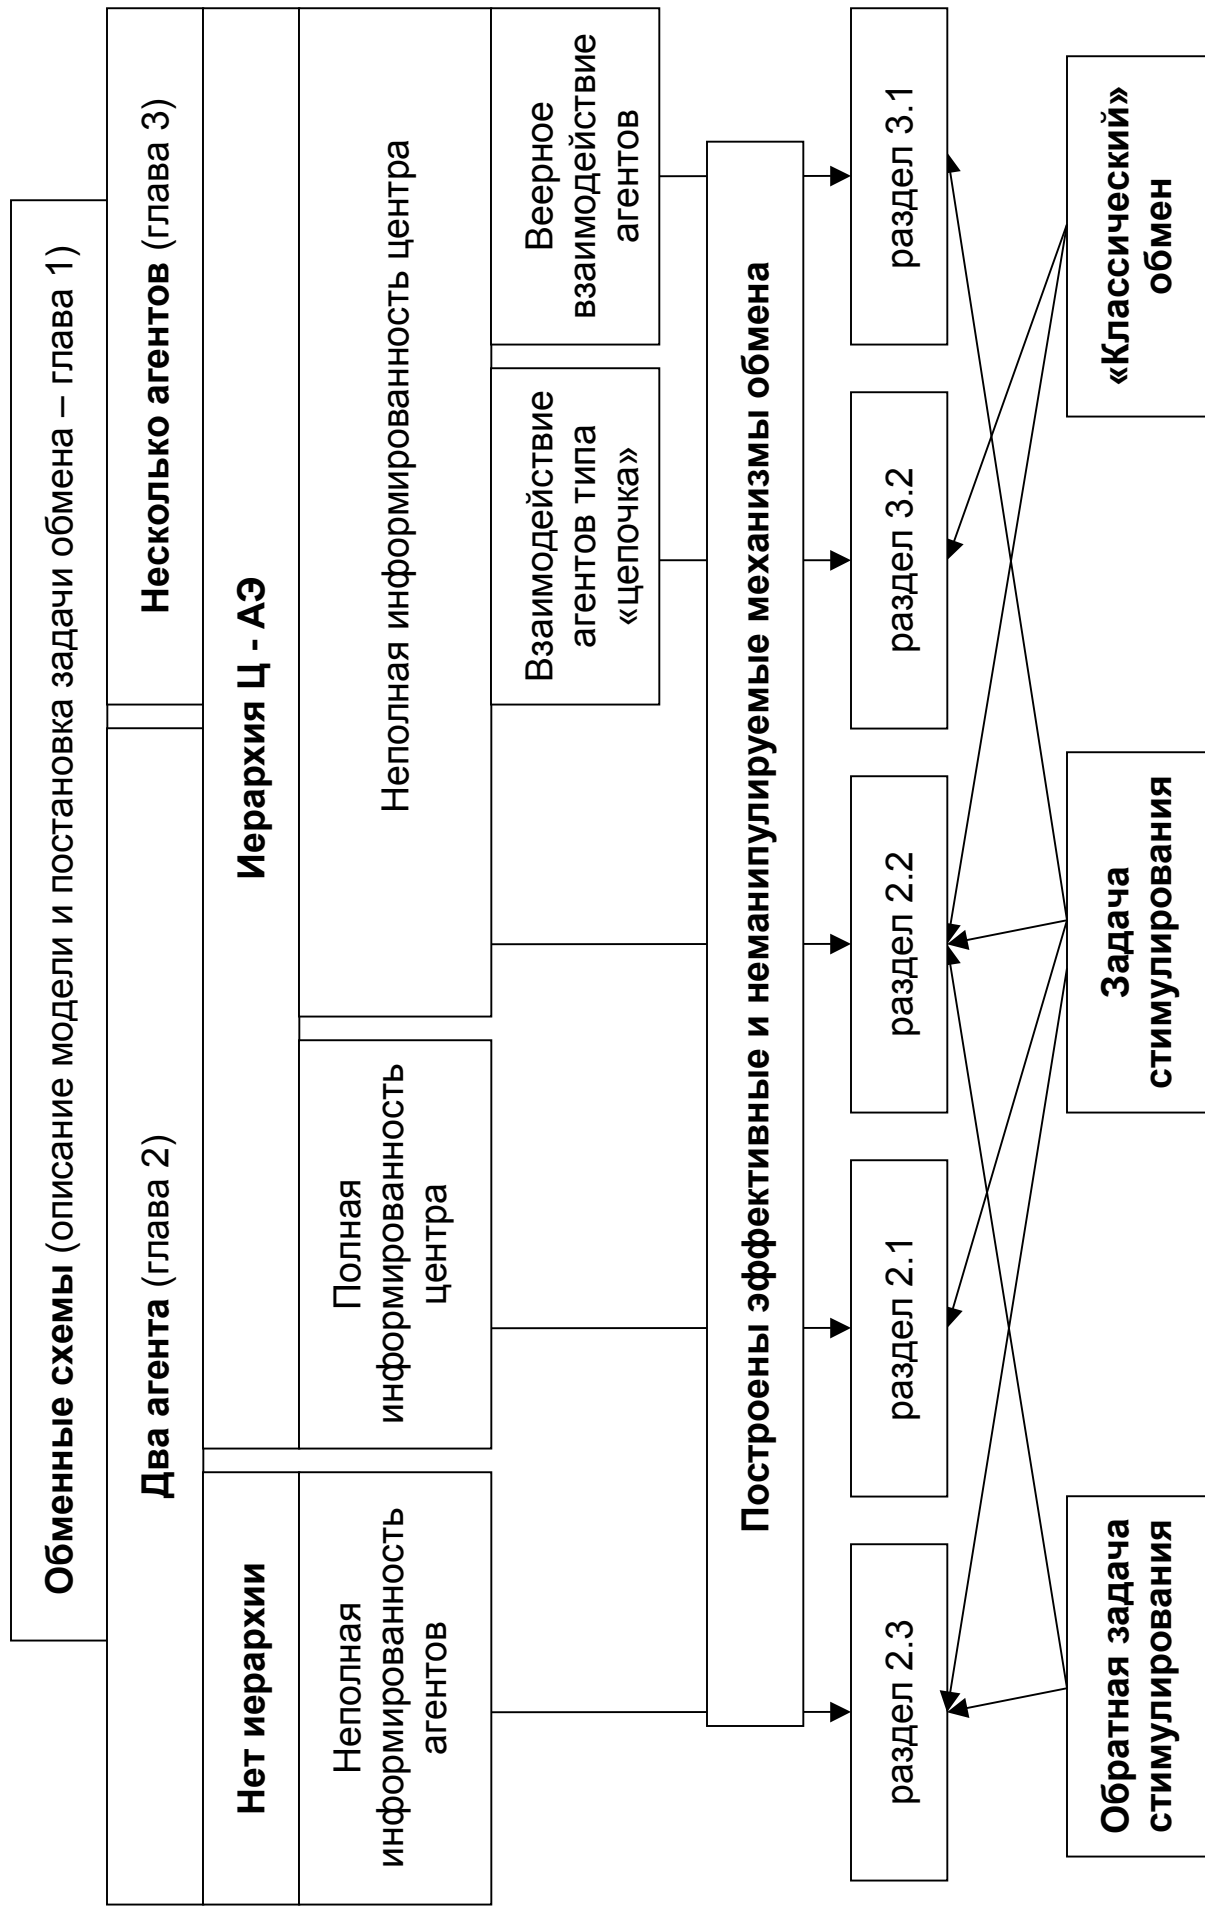 Обменные схемы (описание модели и постановка задачи обмена – глава 1)
Два агента (глава 2)
Несколько агентов (глава 3)
Нет иерархии
Иерархия Ц - АЭ
Неполная
информированность
агентов
Полная
информированность
центра
Неполная информированность центра
Взаимодействие
агентов типа
«цепочка»
Веерное
взаимодействие
агентов
Построены эффективные и неманипулируемые механизмы обмена
раздел 2.3
раздел 2.1
раздел 2.2
раздел 3.2
раздел 3.1
Обратная задача
стимулирования
Задача
стимулирования
«Классический»
обмен